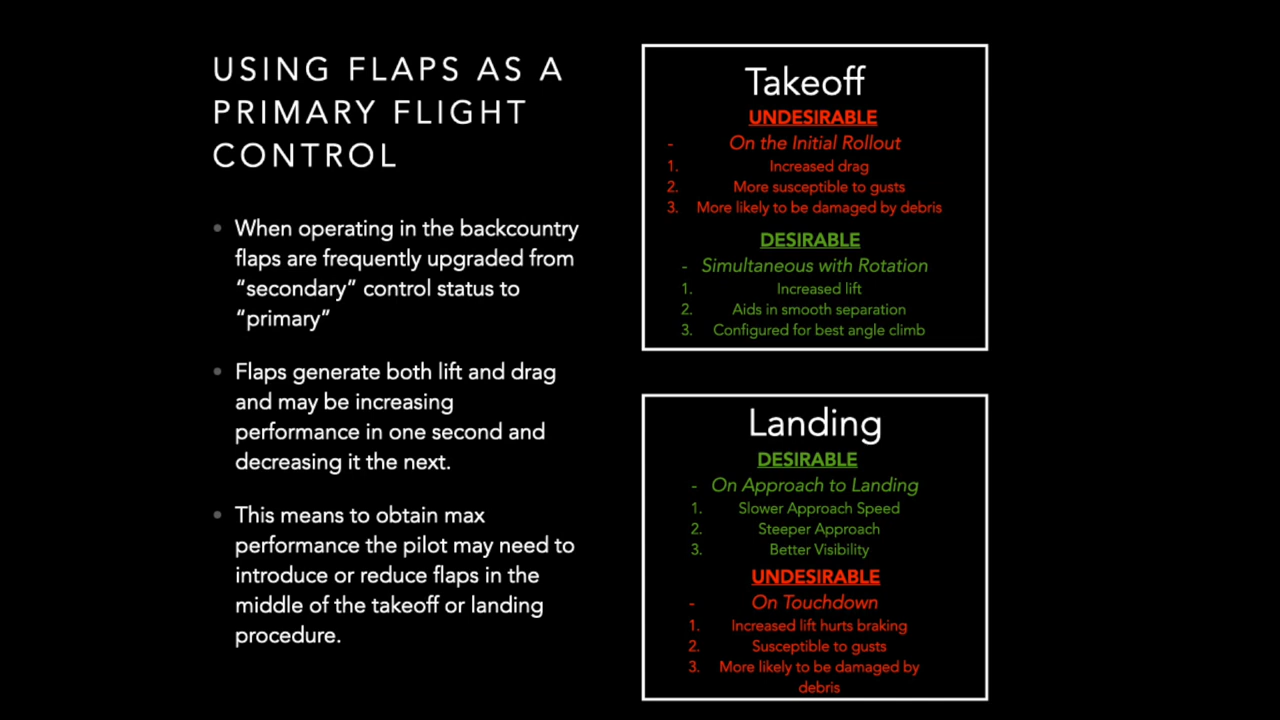 USING FLAPS AS A
PRIMARY FLIGHT
CONTROL
• When operating in the backcountry
flaps are frequently upgraded from
“secondary” control status to
“primary”
• Flaps generate both lift and drag
and may be increasing
performance in one second and
decreasing it the next.
• This means to obtain max
performance the pilot may need to
introduce or reduce flaps in the
middle of the takeoff or landing
procedure.
Takeoff
UNDESIRABLE
- On the Initial Rollout
1. Increased drag
2. More susceptible to gusts
3. More likely to be damaged by debris
DESIRABLE
- Simultaneous with Rotation
1. Increased lift
2. Aids in smooth separation
3. Configured for best angle climb
Landing
DESIRABLE
- On Approach to Landing
1. Slower Approach Speed
2. Steeper Approach
3. Better Visibility
UNDESIRABLE
- On Touchdown
1. Increased lift hurts braking
2. Susceptible to gusts
3. More likely to be damaged by
debris